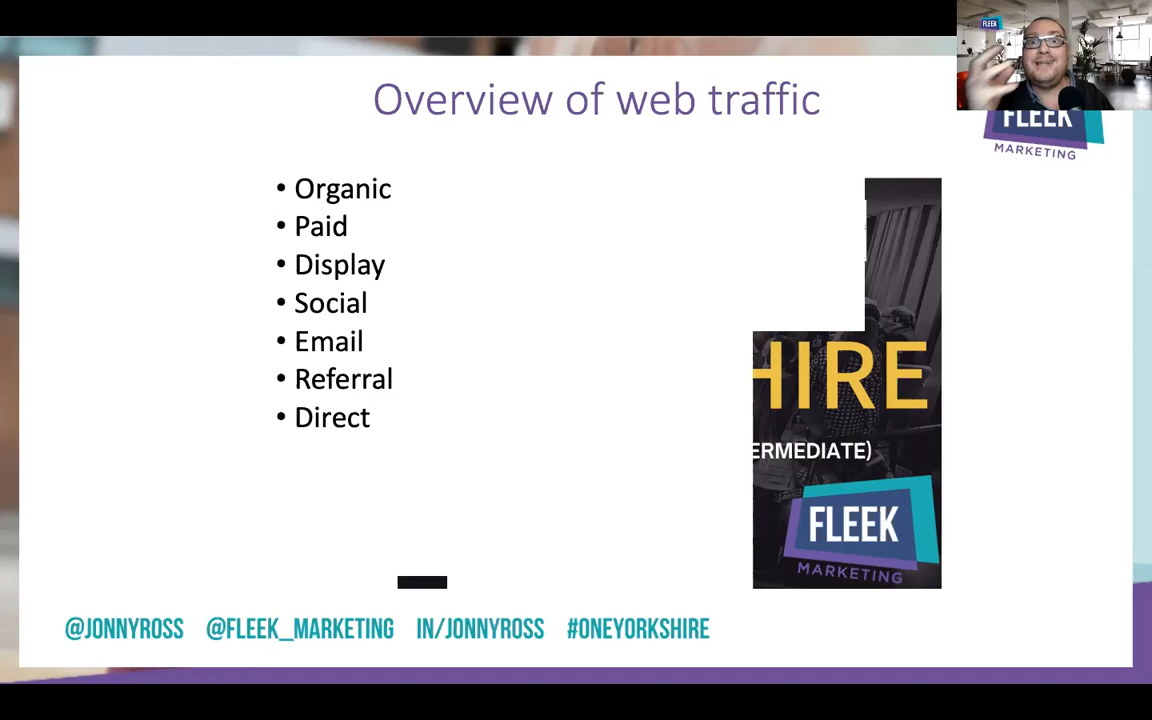 FLEEK
Overview of web traffic
FLEEK
MARKETING
• Organic
• Paid
• Display
• Social
• Email
• Referral
• Direct
HIRE
ERMEDIATE)
FLEEK
MARKETING
@JONNYROSS @FLEEK_MARKETING IN/JONNYROSS #ONEYORKSHIRE